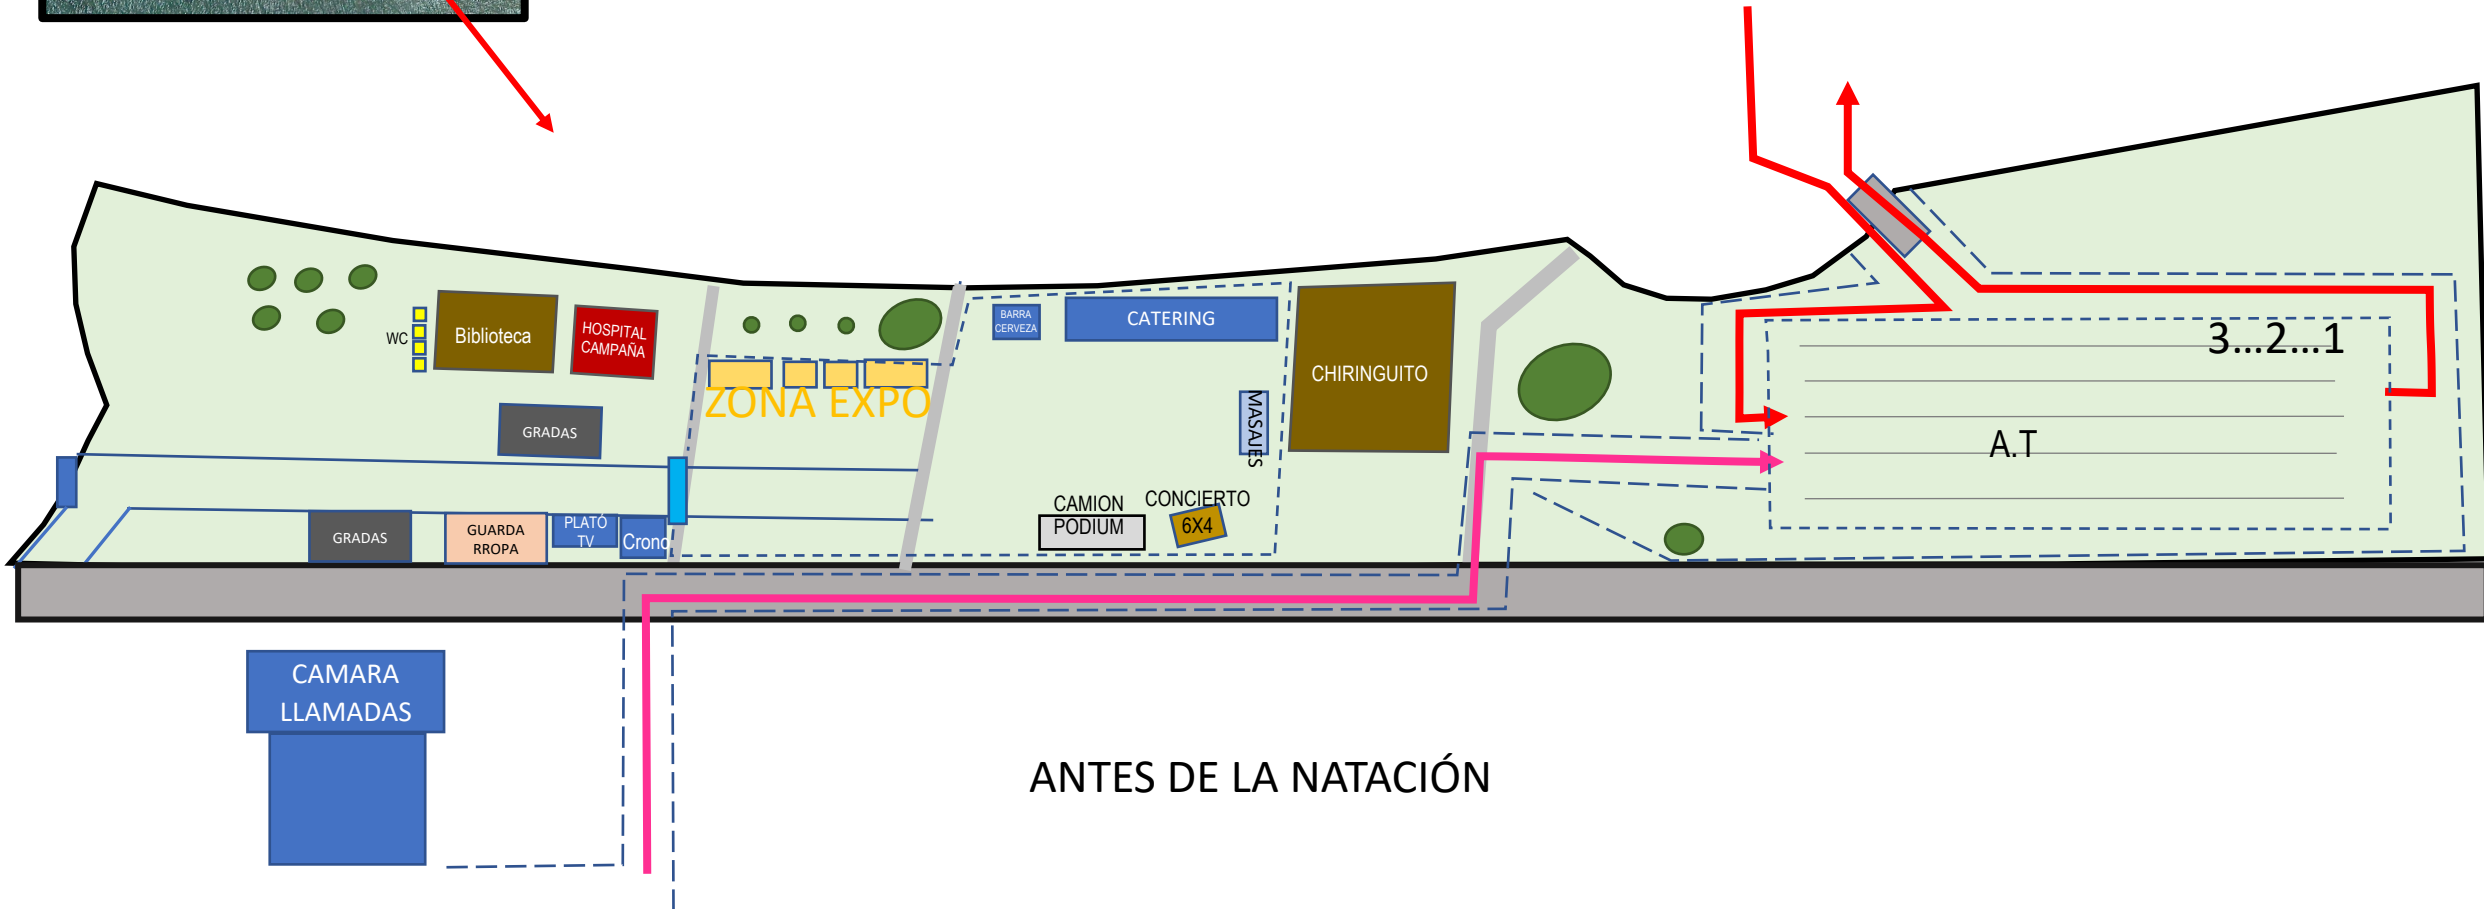 WC
Biblioteca
HOSPITAL
CAMPAÑA
GRADAS
ZONA EXPO
BARRA
CERVEZA
CATERING
MASAJES
CHIRINGUITO
3...2...1
A.T
CAMION
PODIUM
CONCIERTO
6X4
GRADAS
GUARDA
RROPA
PLATÓ
TV
Crono
CAMARA
LLAMADAS
ANTES DE LA NATACIÓN